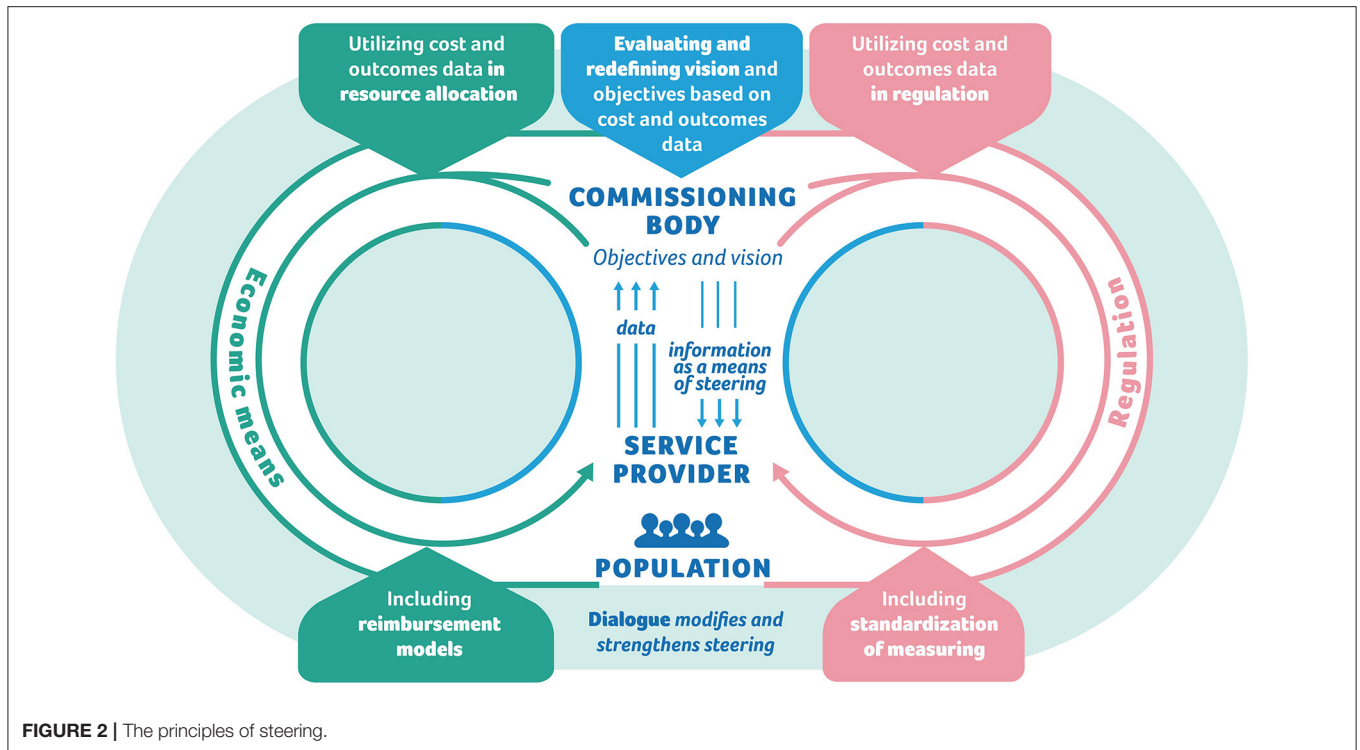 Utilizing cost and
outcomes data in
resource allocation
Evaluating and
redefining vision and
objectives based on
cost and outcomes
data
Utilizing cost and
outcomes data
in regulation
COMMISSIONING
BODY
Objectives and vision
Economic means
data
information
as a means
of steering
Regulation
SERVICE
PROVIDER
POPULATION
Including
reimbursement
models
Dialogue modifies and
strengthens steering
Including
standardization
of measuring
FIGURE 2 | The principles of steering.